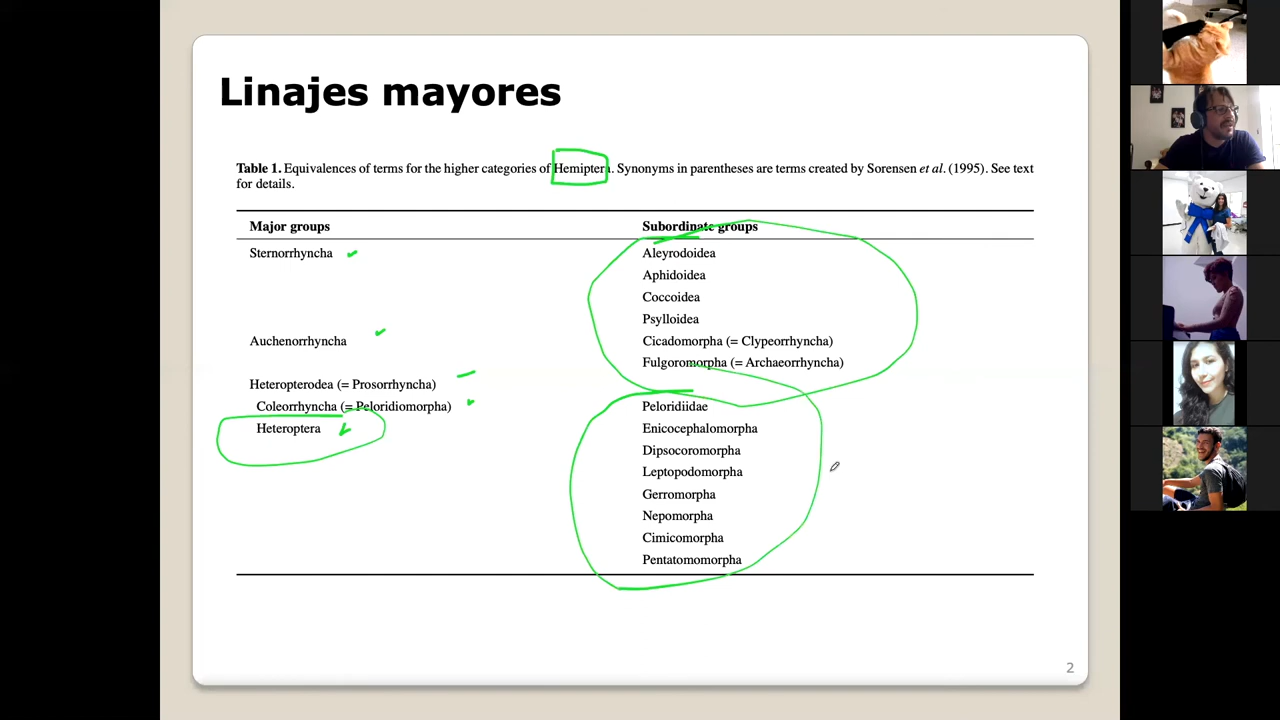 Linajes mayores
Table 1. Equivalences of terms for the higher categories of Hemiptera. Synonyms in parentheses are terms created by Sorensen et al. (1995). See text
for details.
Major groups Subordinate groups
Sternorrhyncha Aleyrodoidea
Aphidoidea
Coccoidea
Psylloidea
Auchenorrhyncha Cicadomorpha (= Clypeorrhyncha)
Fulgoromorpha (= Archaeorrhyncha)
Heteropterodea (= Prosorrhyncha)
Coleorrhyncha (= Peloridiomorpha) Peloridiidae
Heteroptera Enicocephalomorpha
Dipsocoromorpha
Leptopodomorpha
Gerromorpha
Nepomorpha
Cimicomorpha
Pentatomomorpha
2